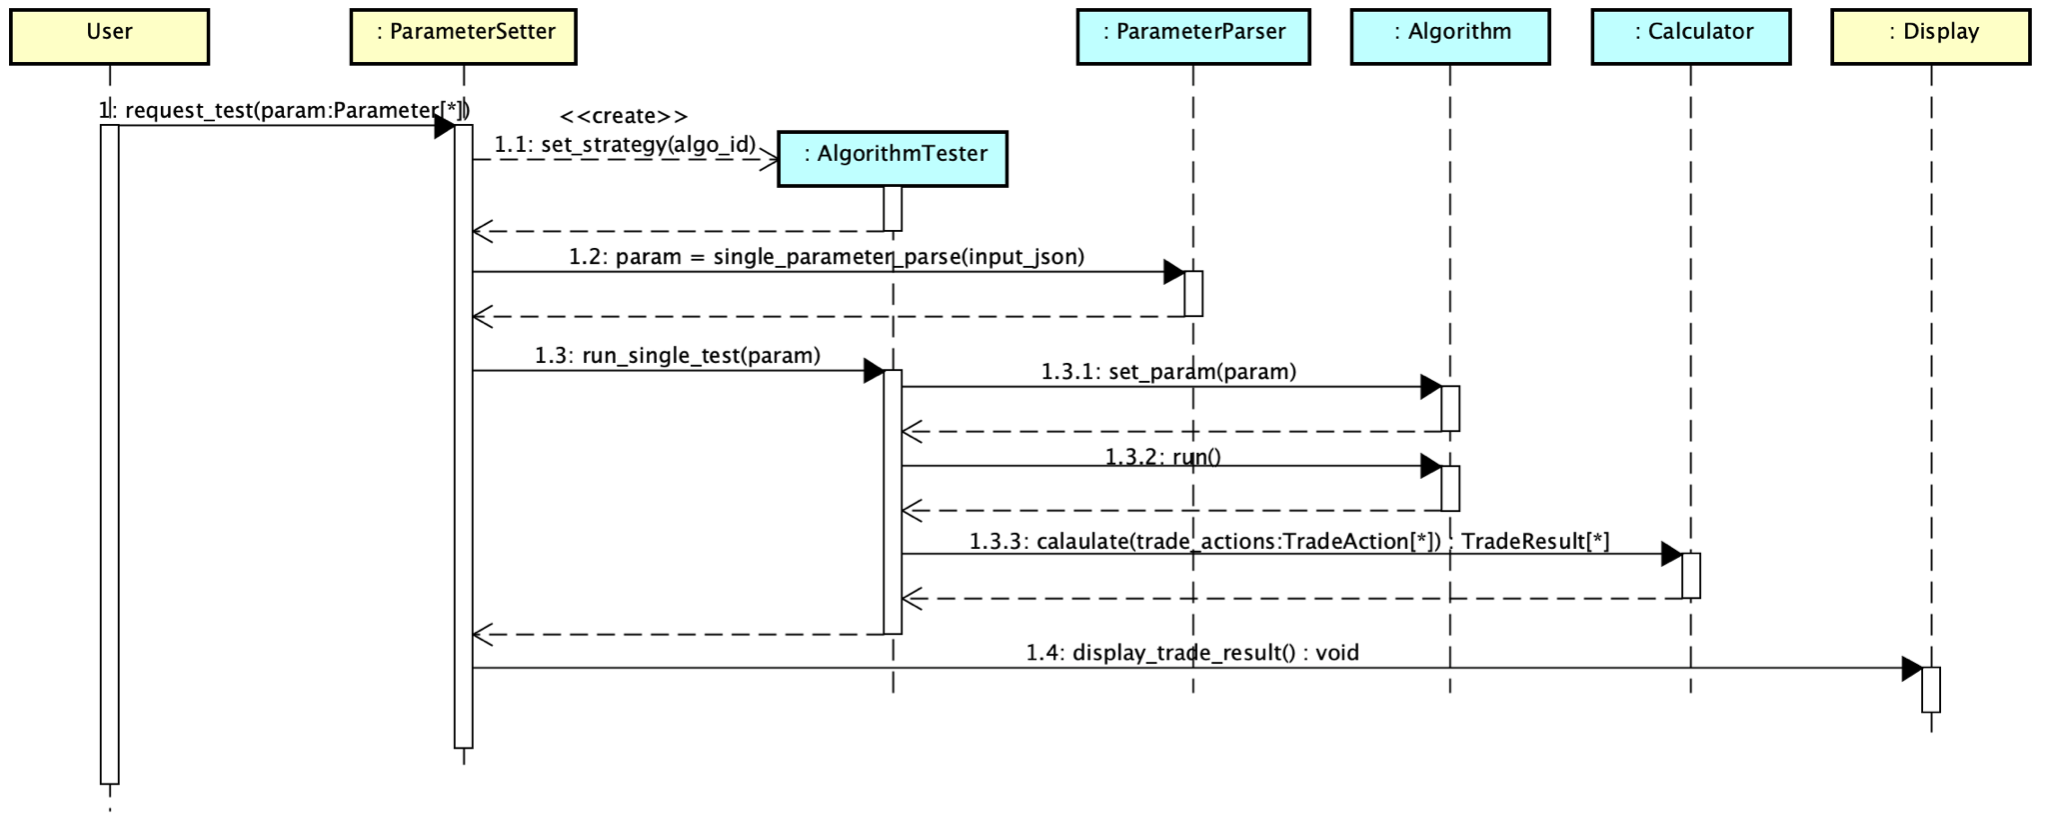 User
: ParameterSetter
: ParameterParser
: Algorithm
: Calculator
: Display
1: request_test(param:Parameter[*])
<<create>>
1.1: set_strategy(algo_id)
: AlgorithmTester
1.2: param = single_parameter_parse(input_json)
1.3: run_single_test(param)
1.3.1: set_param(param)
1.3.2: run()
1.3.3: calaulate(trade_actions:TradeAction[*]) : TradeResult[*]
1.4: display_trade_result() : void